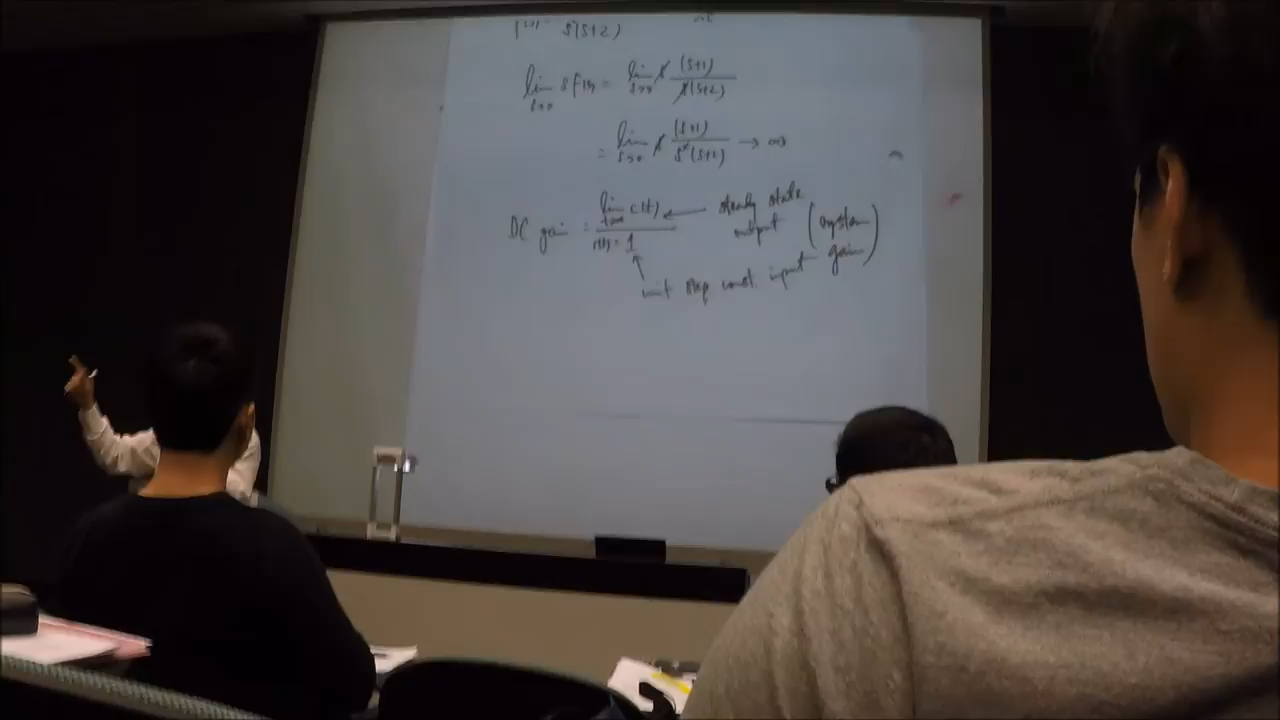 s(s+2)
lim s→0 sF(s) = lim s→0 s (s+1) / s(s+2)
= lim s→0 s (s+1) / s²(s+2) → ∞
DC gain = lim t→∞ c(t) / r(t) = 1 ← steady state output (system gain)
unit step const. input